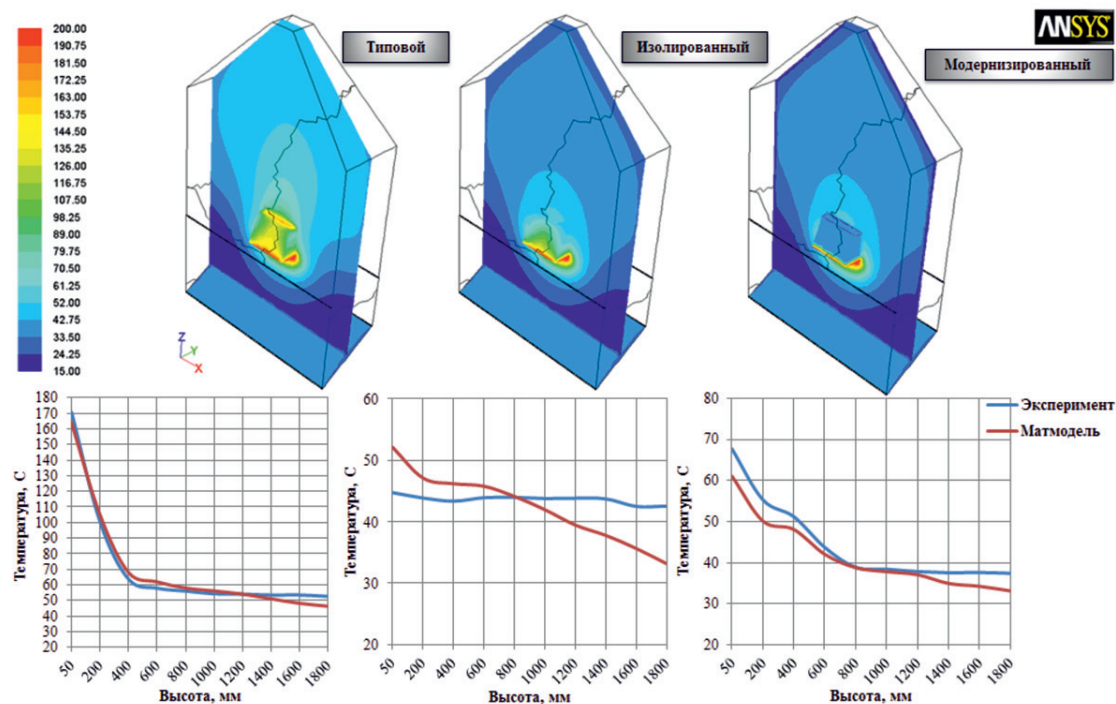 200.00
190.75
181.50
172.25
163.00
153.75
144.50
135.25
126.00
116.75
107.50
98.25
89.00
79.75
70.50
61.25
52.00
42.75
33.50
24.25
15.00
Типовой
Изолированный
ANSYS
Модернизированный
Z
Y
X
180
170
160
150
140
130
120
110
100
90
80
70
60
50
40
30
20
Температура, С
50 200 400 600 800 1000 1200 1400 1600 1800
Высота, мм
60
50
40
30
20
Температура, С
50 200 400 600 800 1000 1200 1400 1600 1800
Высота, мм
80
70
60
50
40
30
20
Температура, С
50 200 400 600 800 1000 1200 1400 1600 1800
Высота, мм
Эксперимент
Матмодель